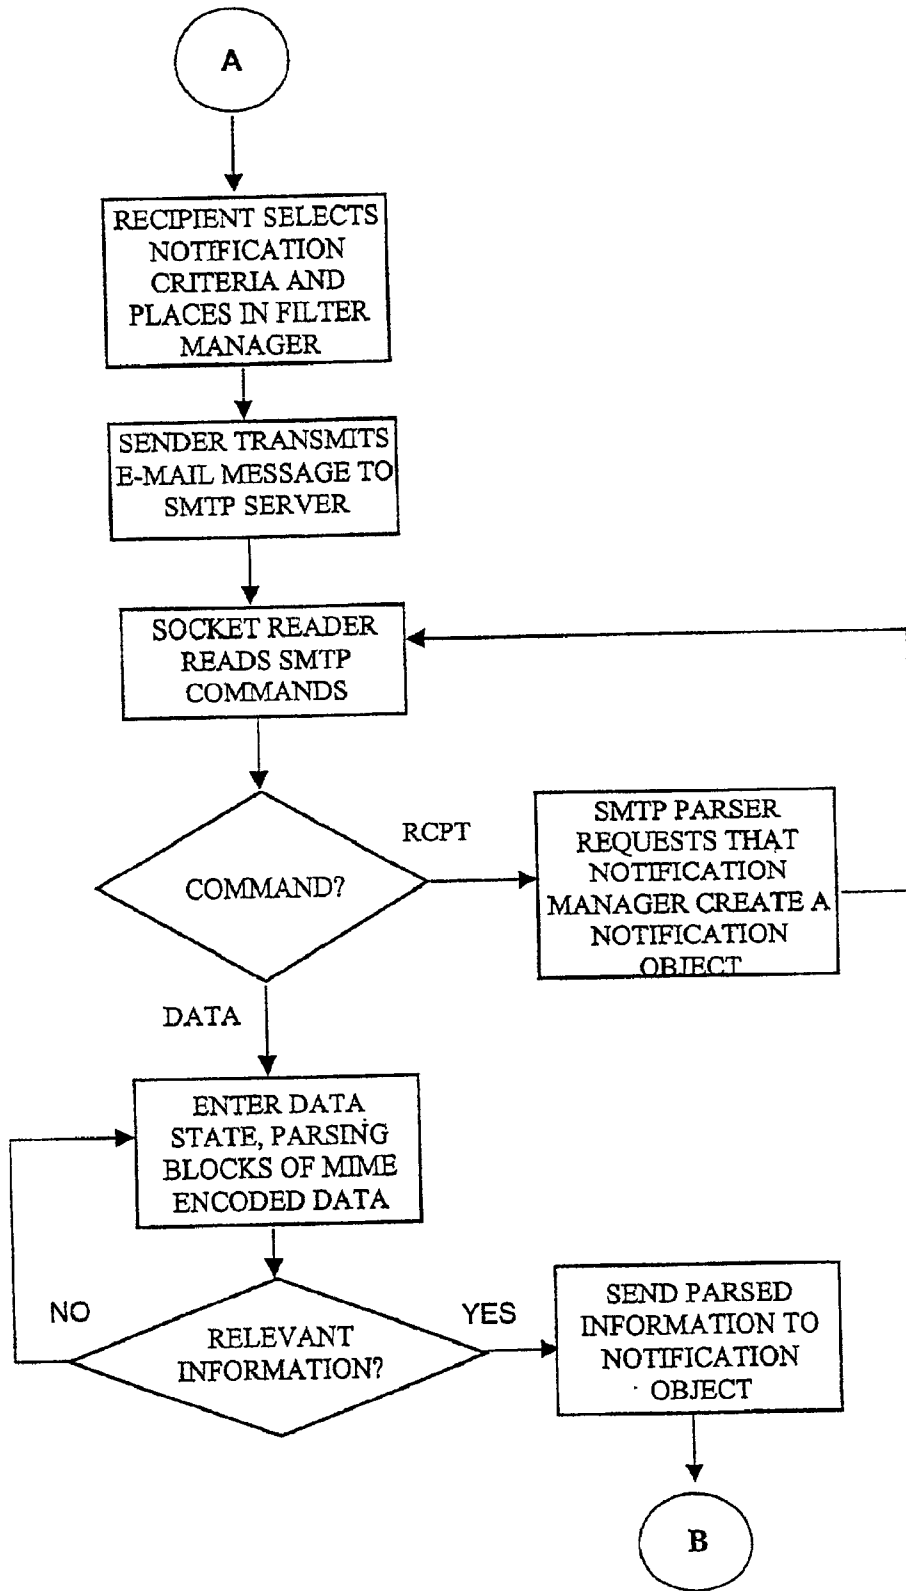 A
RECIPIENT SELECTS
NOTIFICATION
CRITERIA AND
PLACES IN FILTER
MANAGER
SENDER TRANSMITS
E-MAIL MESSAGE TO
SMTP SERVER
SOCKET READER
READS SMTP
COMMANDS
COMMAND?
RCPT
SMTP PARSER
REQUESTS THAT
NOTIFICATION
MANAGER CREATE A
NOTIFICATION
OBJECT
DATA
ENTER DATA
STATE, PARSING
BLOCKS OF MIME
ENCODED DATA
NO
RELEVANT
INFORMATION?
YES
SEND PARSED
INFORMATION TO
NOTIFICATION
OBJECT
B